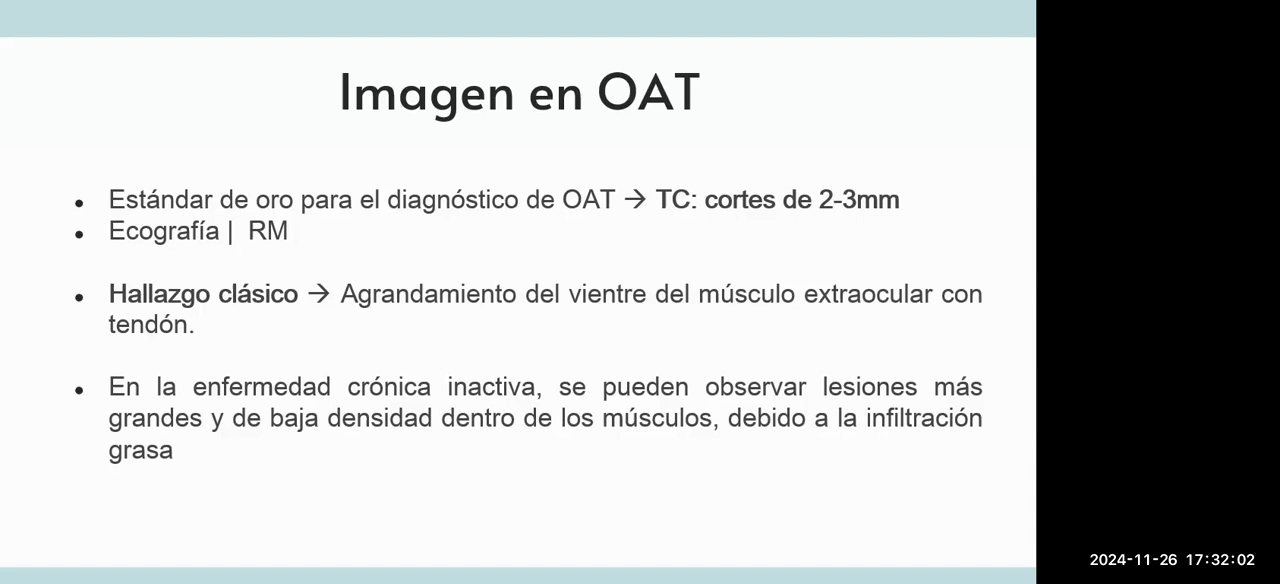 Imagen en OAT
• Estándar de oro para el diagnóstico de OAT → TC: cortes de 2-3mm
• Ecografía | RM
• Hallazgo clásico → Agrandamiento del vientre del músculo extraocular con
tendón.
• En la enfermedad crónica inactiva, se pueden observar lesiones más
grandes y de baja densidad dentro de los músculos, debido a la infiltración
grasa
2024-11-26 17:32:02